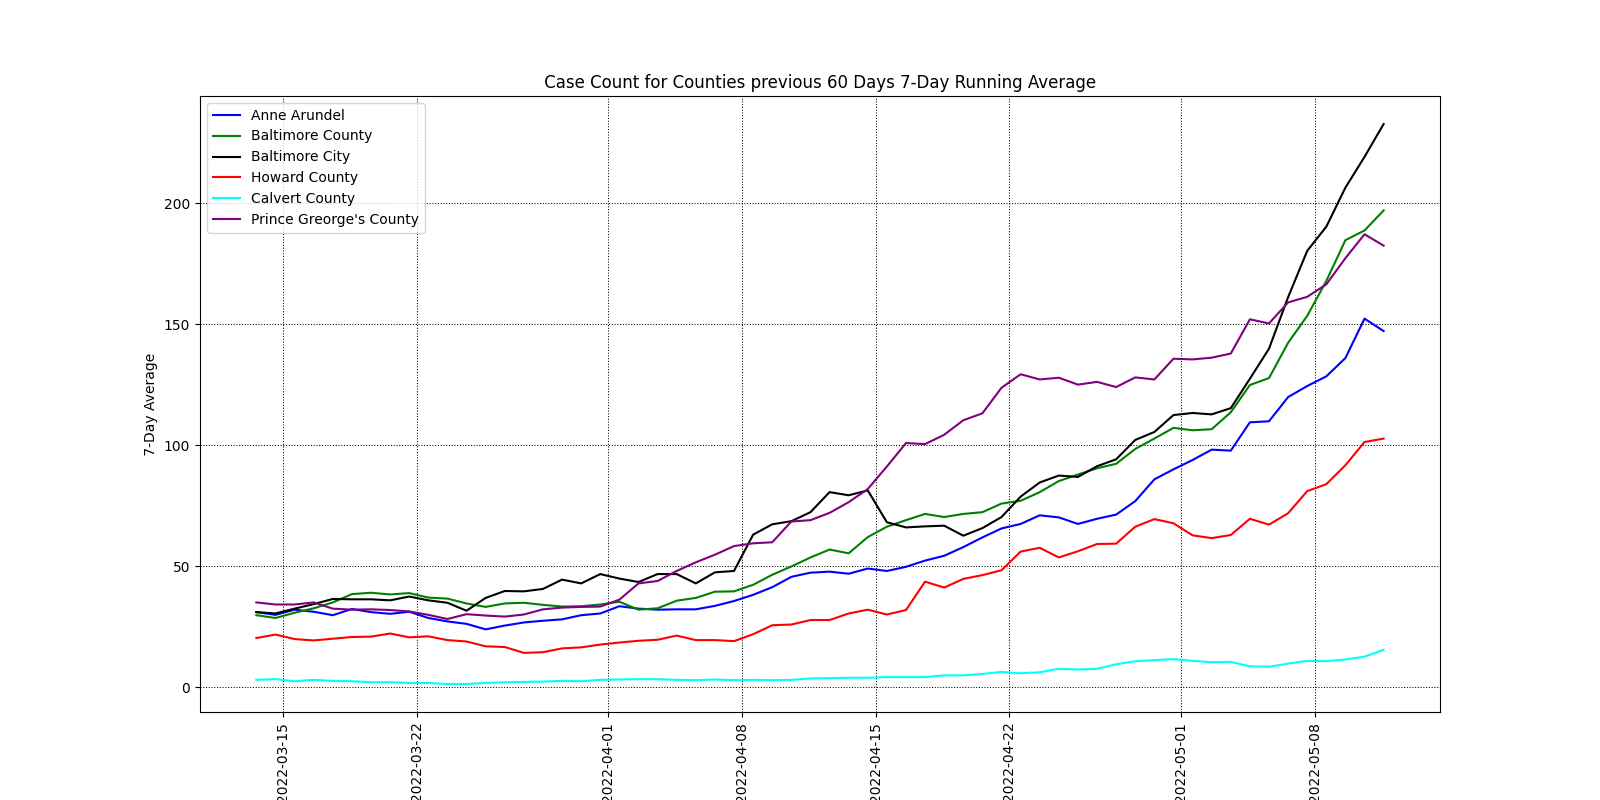 Case Count for Counties previous 60 Days 7-Day Running Average
Anne Arundel
Baltimore County
Baltimore City
Howard County
Calvert County
Prince Greorge's County
7-Day Average
200
150
100
50
0
2022-03-15
2022-03-22
2022-04-01
2022-04-08
2022-04-15
2022-04-22
2022-05-01
2022-05-08